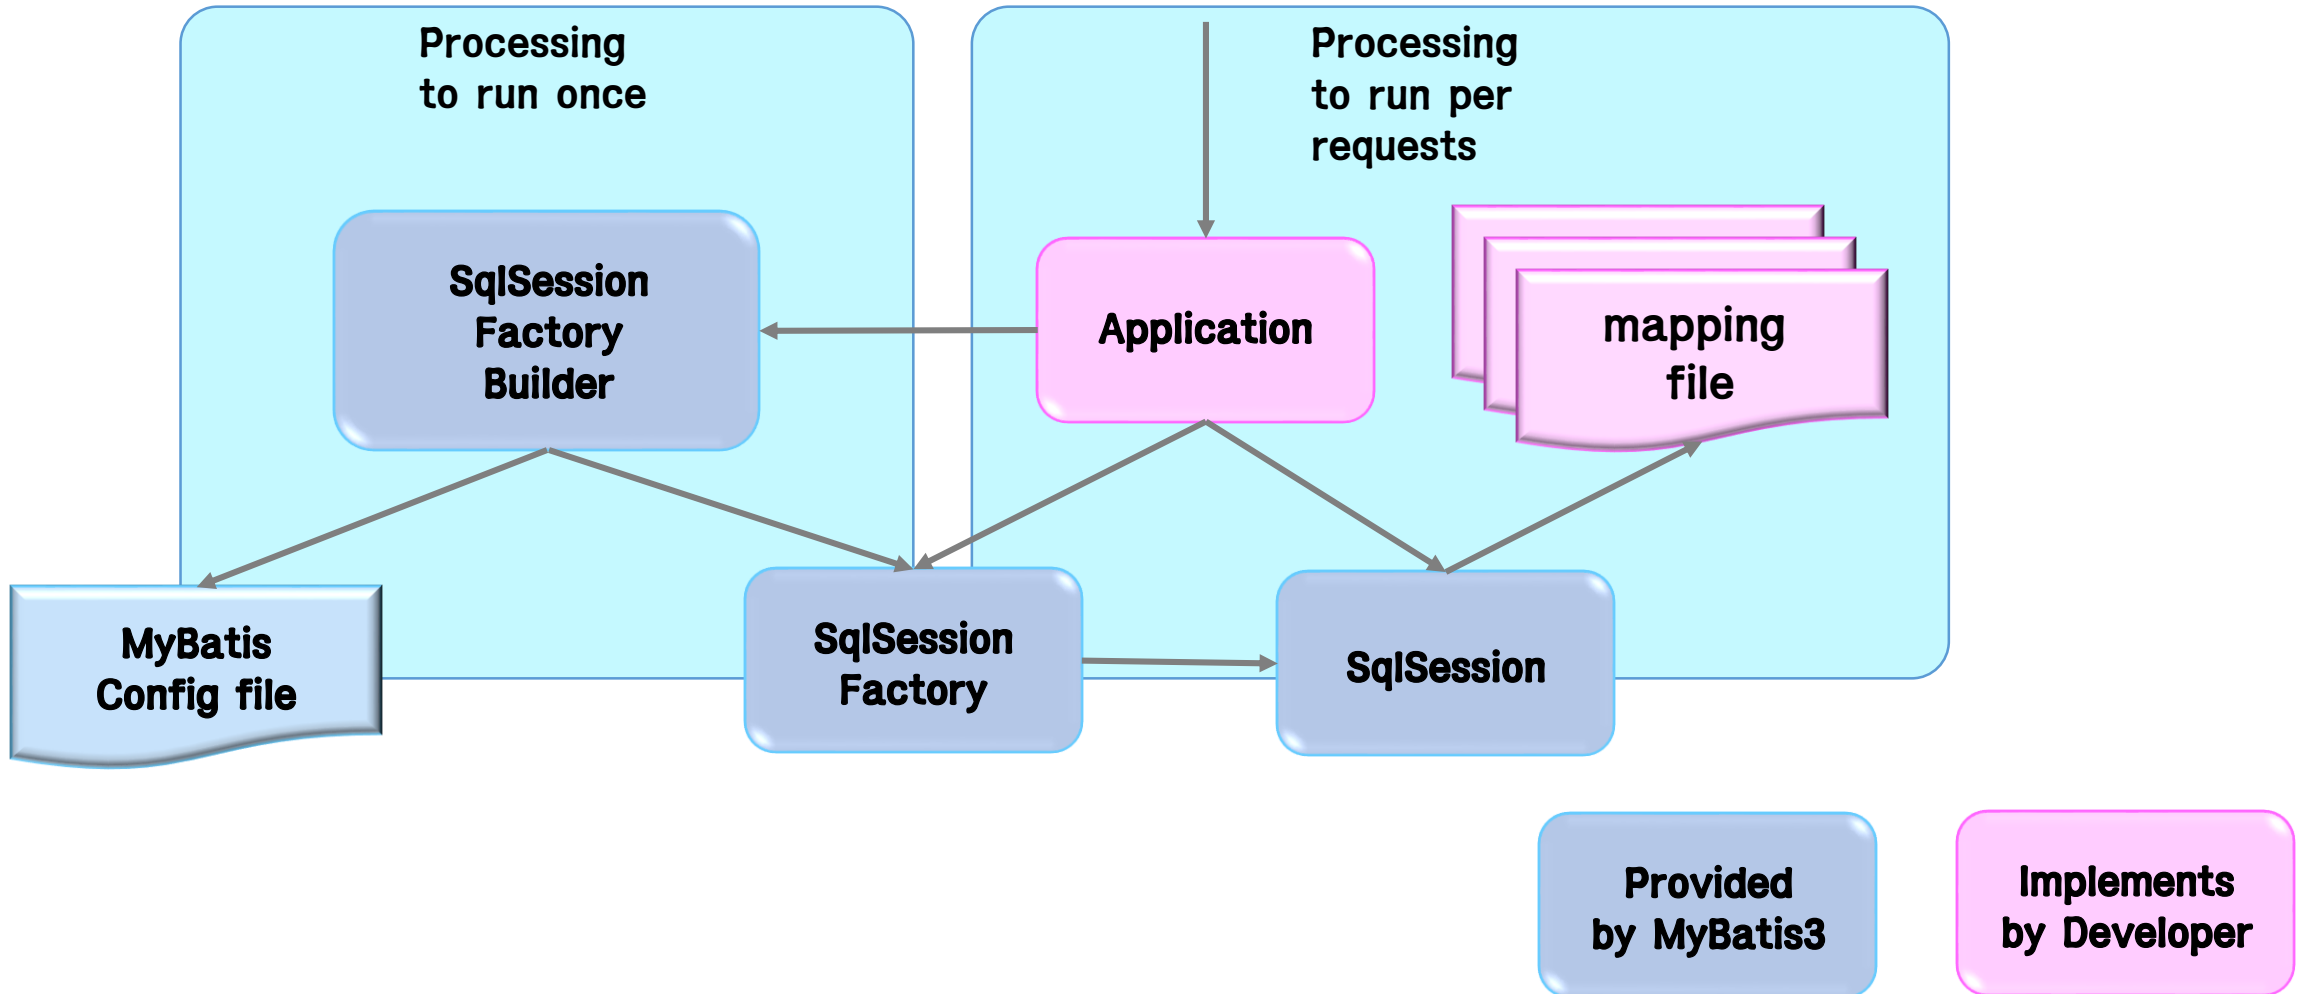 Processing
to run once
Processing
to run per
requests
SqlSession
Factory
Builder
Application
mapping
file
MyBatis
Config file
SqlSession
Factory
SqlSession
Provided
by MyBatis3
Implements
by Developer